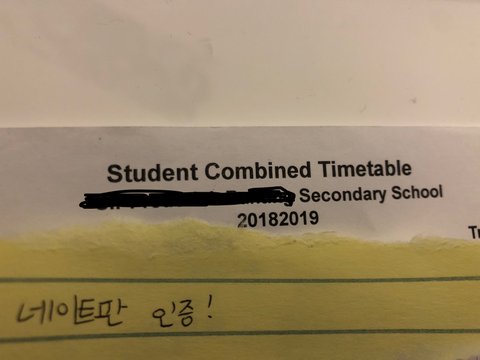 Student Combined Timetable
Secondary School
20182019
네이트판 인증!